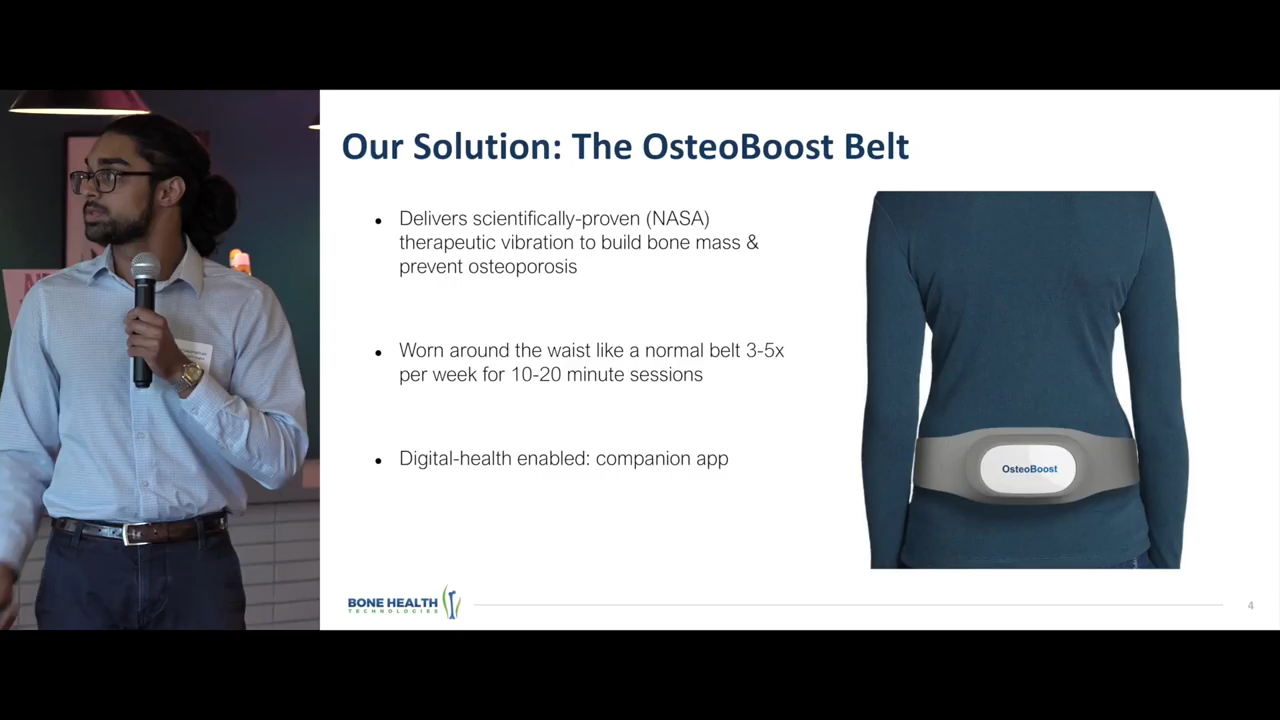 Our Solution: The OsteoBoost Belt
● Delivers scientifically-proven (NASA)
therapeutic vibration to build bone mass &
prevent osteoporosis
● Worn around the waist like a normal belt 3-5x
per week for 10-20 minute sessions
● Digital-health enabled: companion app
OsteoBoost
BONE HEALTH
TECHNOLOGIES
4